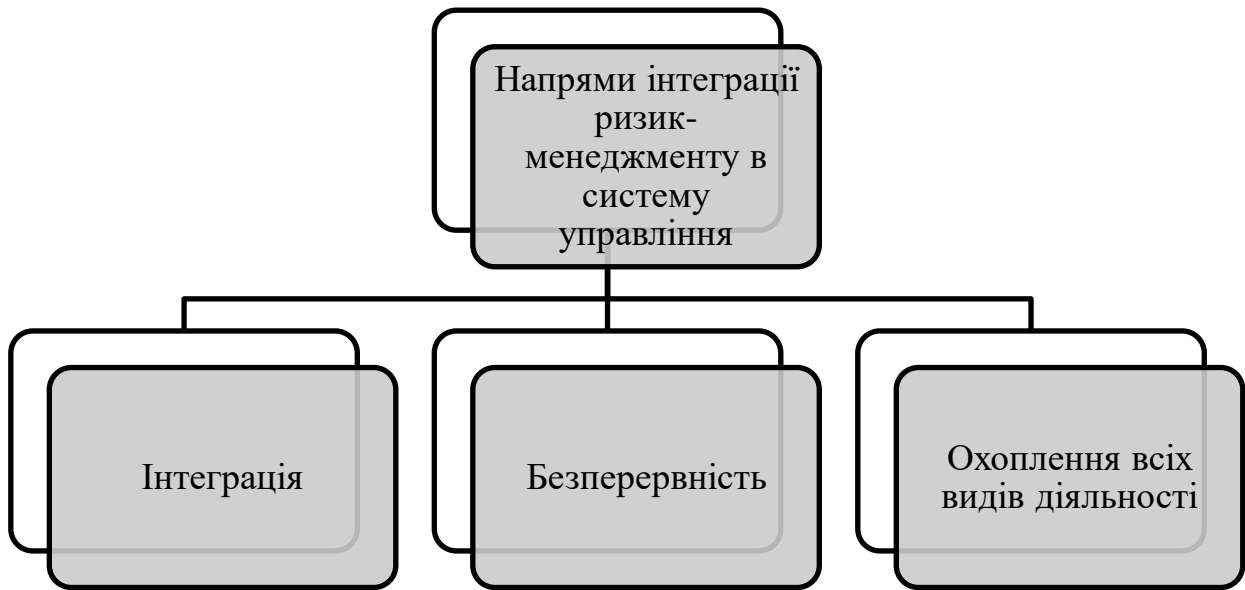 Напрями інтеграції
ризик-
менеджменту в
систему
управління
Інтеграція
Безперервність
Охоплення всіх
видів діяльності